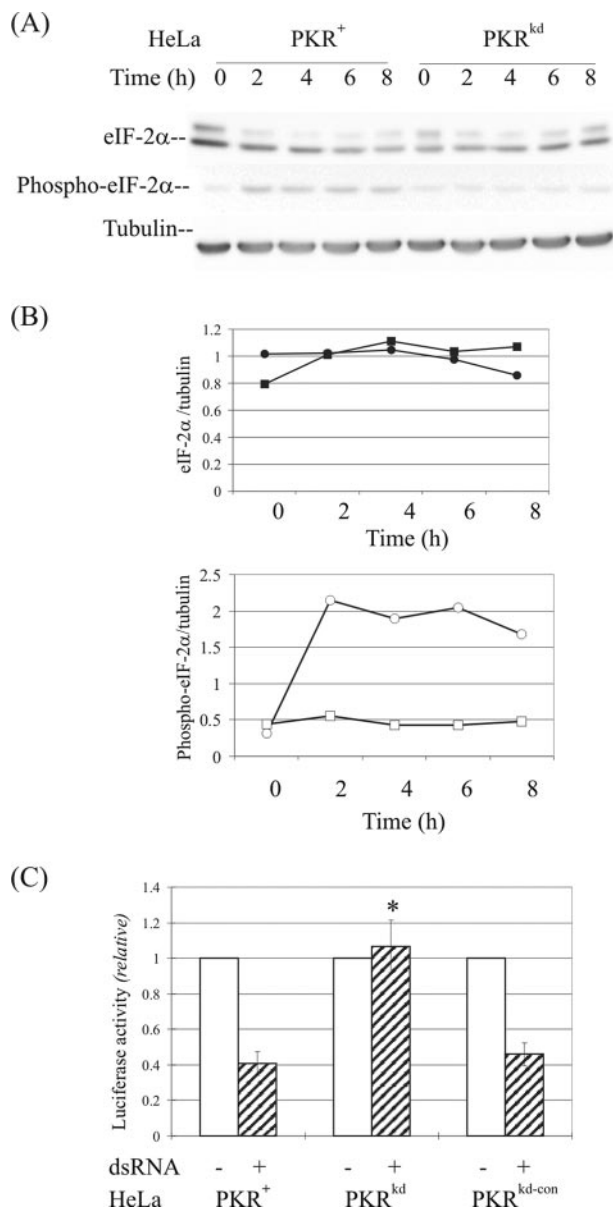 (A)
HeLa PKR+ PKRkd
Time (h) 0 2 4 6 8 0 2 4 6 8
eIF-2α--
Phospho-eIF-2α--
Tubulin--
(B)
eIF-2α /tubulin
1.2
1
0.8
0.6
0.4
0.2
0
0 2 4 6 8
Time (h)
Phospho-eIF-2α/tubulin
2.5
2
1.5
1
0.5
0
0 2 4 6 8
Time (h)
(C)
Luciferase activity (relative)
1.4
1.2
1
0.8
0.6
0.4
0.2
0
*
dsRNA - + - + - +
HeLa PKR+ PKRkd PKRkd-con